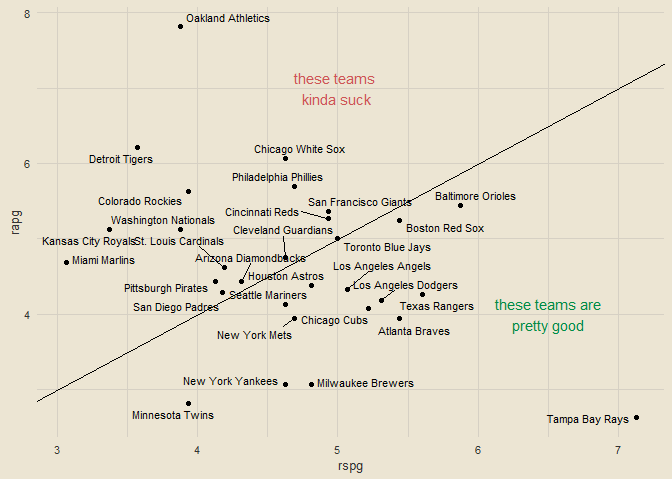 8
Oakland Athletics
these teams
kinda suck
Chicago White Sox
Detroit Tigers
6
Philadelphia Phillies
Colorado Rockies
San Francisco Giants
Baltimore Orioles
Cincinnati Reds
Washington Nationals
rapg
Cleveland Guardians
Boston Red Sox
Kansas City Royals
St. Louis Cardinals
Toronto Blue Jays
Miami Marlins
Arizona Diamondbacks
Los Angeles Angels
Houston Astros
Pittsburgh Pirates
Los Angeles Dodgers
Seattle Mariners
San Diego Padres
Texas Rangers
these teams are
pretty good
4
Chicago Cubs
New York Mets
Atlanta Braves
New York Yankees
Milwaukee Brewers
Minnesota Twins
Tampa Bay Rays
3
4
5
6
7
rspg